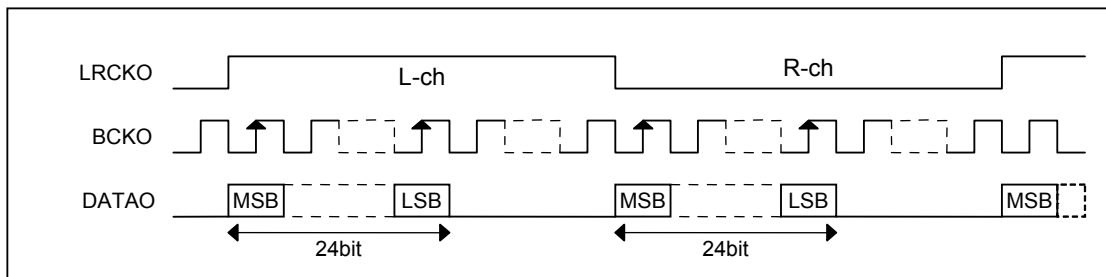 LRCKO L-ch R-ch
BCKO
DATAO MSB LSB MSB LSB MSB
24bit 24bit